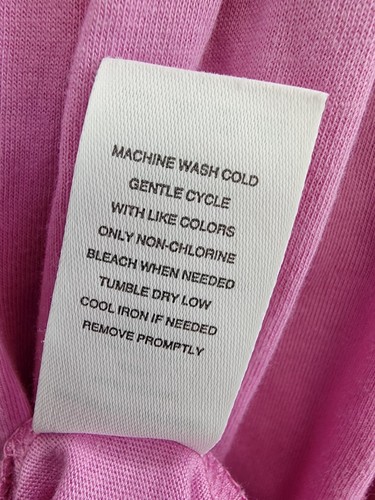 MACHINE WASH COLD
GENTLE CYCLE
WITH LIKE COLORS
ONLY NON-CHLORINE
BLEACH WHEN NEEDED
TUMBLE DRY LOW
COOL IRON IF NEEDED
REMOVE PROMPTLY